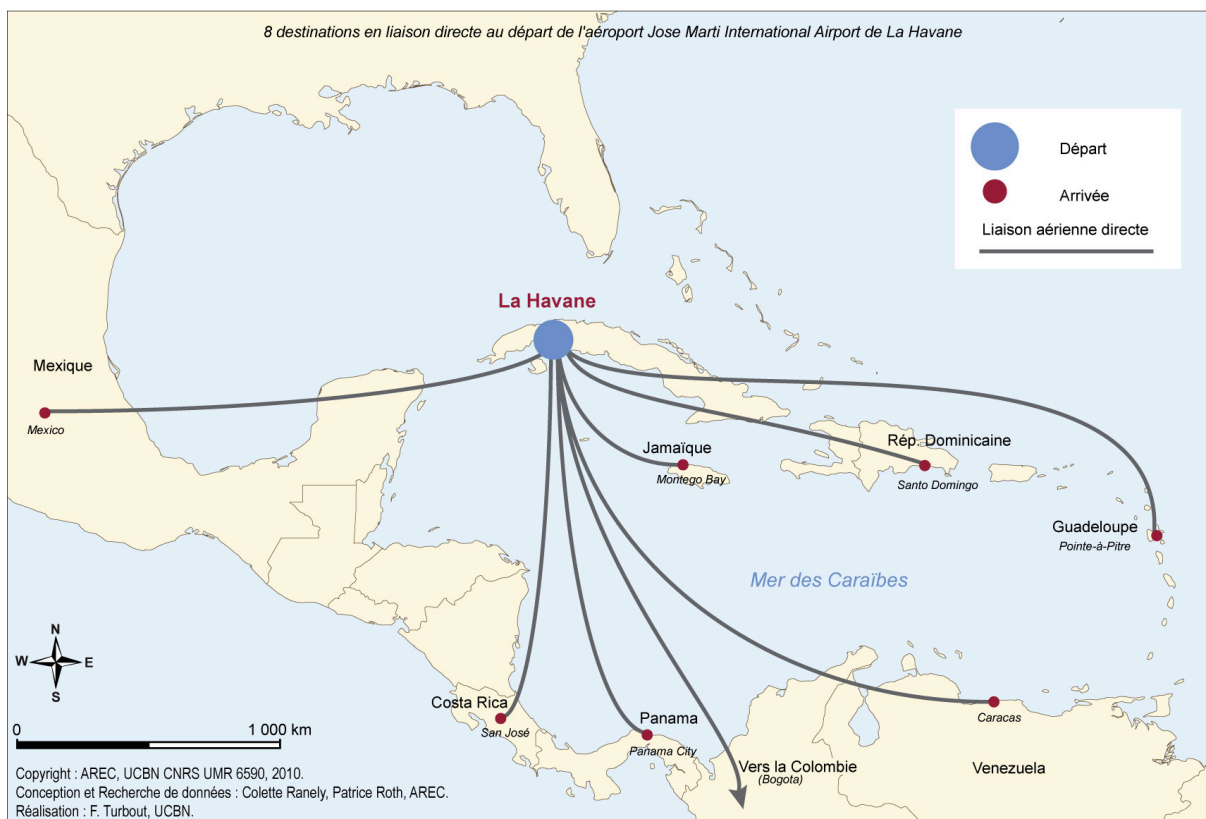 8 destinations en liaison directe au départ de l'aéroport Jose Marti International Airport de La Havane
Départ
Arrivée
Liaison aérienne directe
La Havane
Mexique
Mexico
Jamaïque
Montego Bay
Rép. Dominicaine
Santo Domingo
Guadeloupe
Pointe-à-Pitre
Mer des Caraïbes
N
W E
S
Costa Rica
San José
Panama
Panama City
Caracas
Vers la Colombie
(Bogota)
Venezuela
0 1 000 km
Copyright : AREC, UCBN CNRS UMR 6590, 2010.
Conception et Recherche de données : Colette Ranely, Patrice Roth, AREC.
Réalisation : F. Turbout, UCBN.